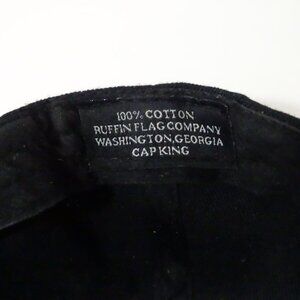 100% COTTON
RUFFIN FLAG COMPANY
WASHINGTON, GEORGIA
CAP KING